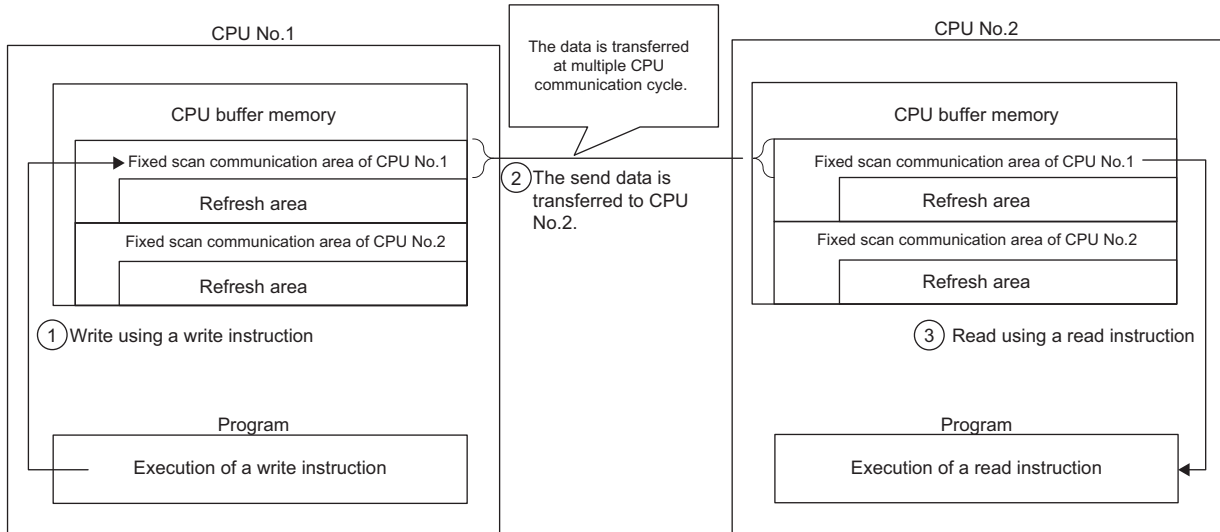 CPU No.1
CPU No.2
The data is transferred
at multiple CPU
communication cycle.
CPU buffer memory
Fixed scan communication area of CPU No.1
Refresh area
Fixed scan communication area of CPU No.2
Refresh area
2 The send data is
transferred to CPU
No.2.
CPU buffer memory
Fixed scan communication area of CPU No.1
Refresh area
Fixed scan communication area of CPU No.2
Refresh area
1 Write using a write instruction
3 Read using a read instruction
Program
Execution of a write instruction
Program
Execution of a read instruction